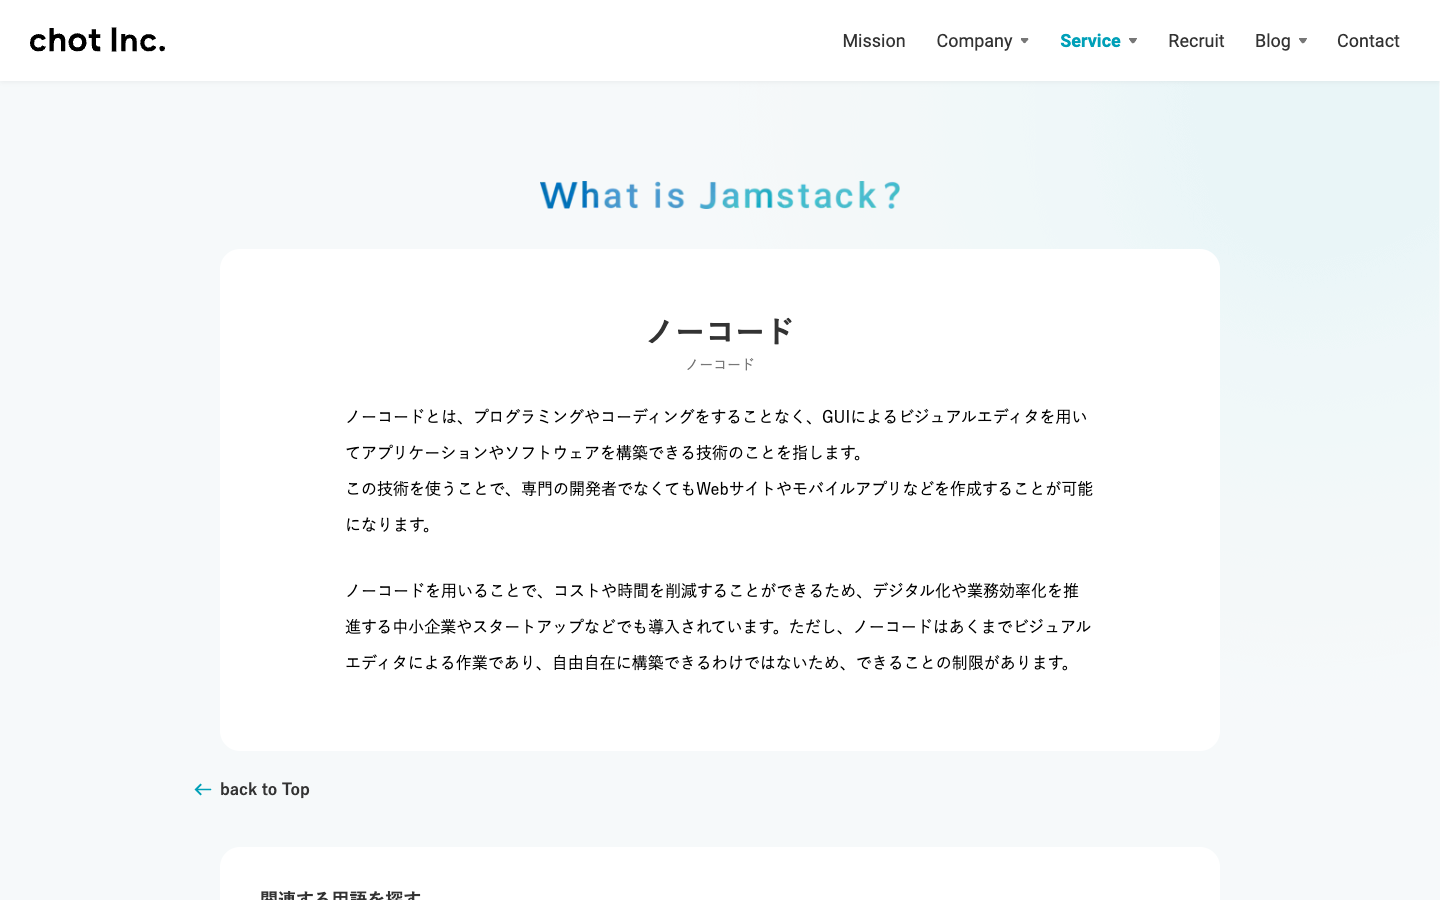 chot Inc.
Mission Company Service Recruit Blog Contact
What is Jamstack?
ノーコード
ノーコード
ノーコードとは、プログラミングやコーディングをすることなく、GUIによるビジュアルエディタを用い
てアプリケーションやソフトウェアを構築できる技術のことを指します。
この技術を使うことで、専門の開発者でなくてもWebサイトやモバイルアプリなどを作成することが可能
になります。
ノーコードを用いることで、コストや時間を削減することができるため、デジタル化や業務効率化を推
進する中小企業やスタートアップなどでも導入されています。ただし、ノーコードはあくまでビジュアル
エディタによる作業であり、自由自在に構築できるわけではないため、できることの制限があります。
← back to Top
関連する用語を探す